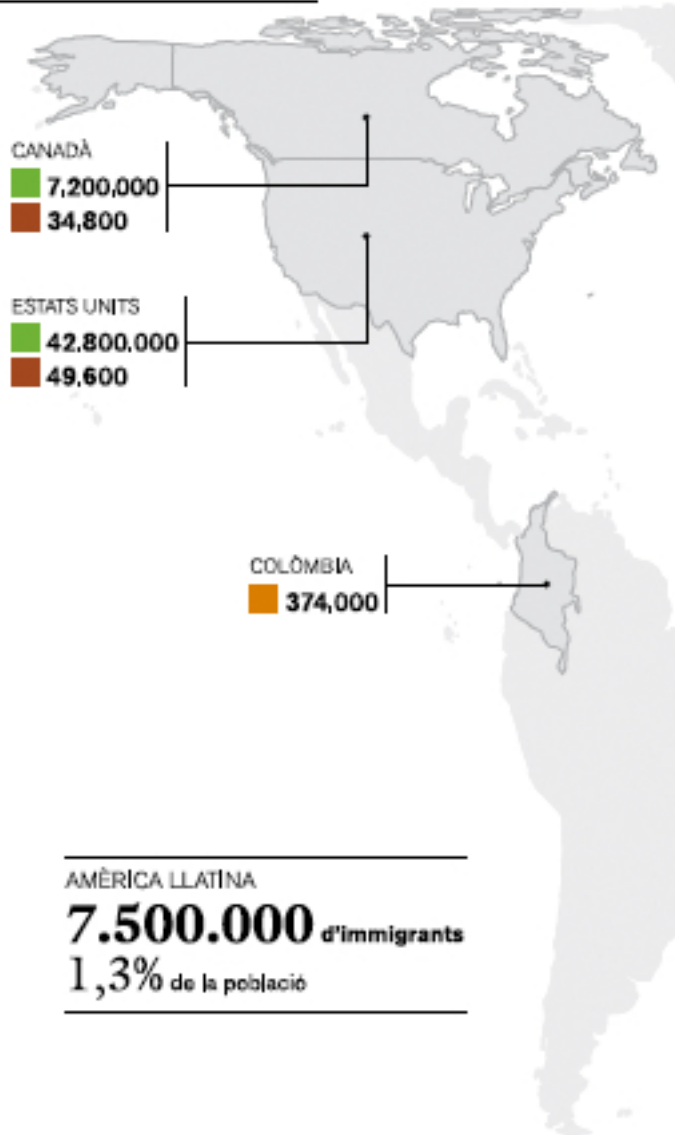 CANADÀ
7,200,000
34,800
ESTATS UNITS
42.800.000
49,600
COLÒMBIA
374,000
AMÈRICA LLATINA
7.500.000 d'immigrants
1,3% de la població